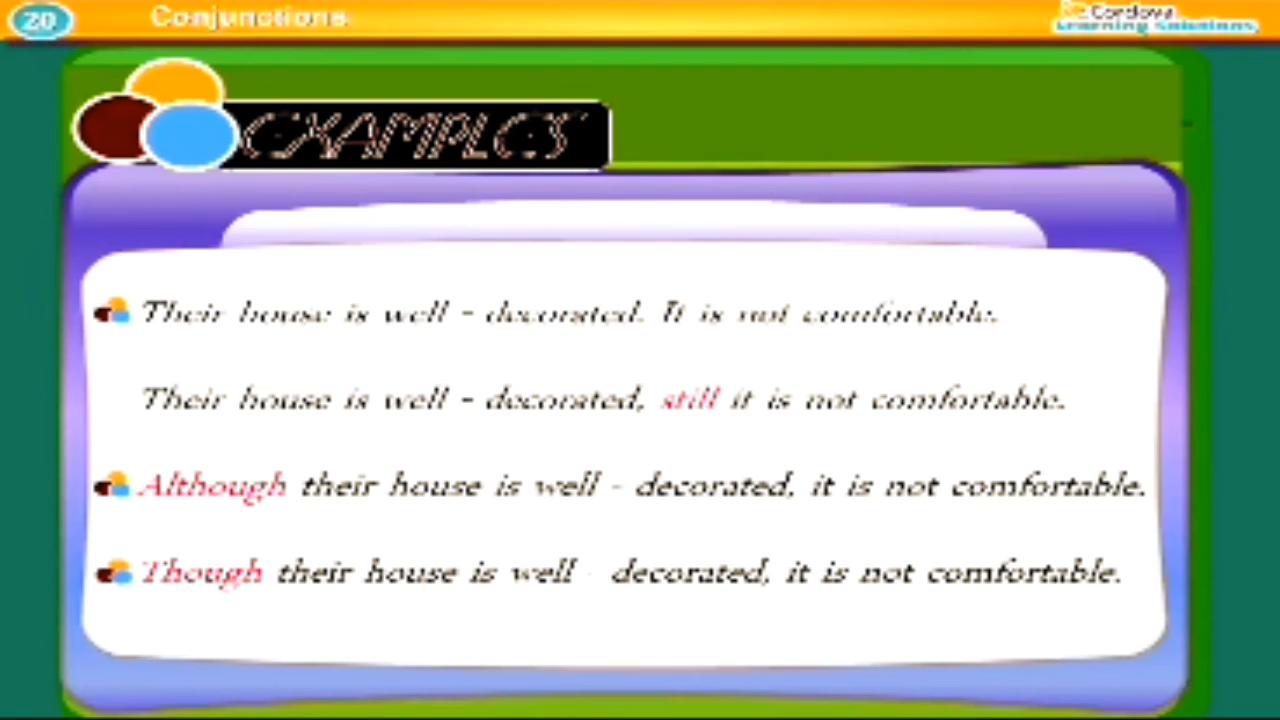 20 Conjunctions Cordova
Learning Solutions
EXAMPLES
Their house is well - decorated. It is not comfortable.
Their house is well - decorated, still it is not comfortable.
Although their house is well - decorated, it is not comfortable.
Though their house is well - decorated, it is not comfortable.